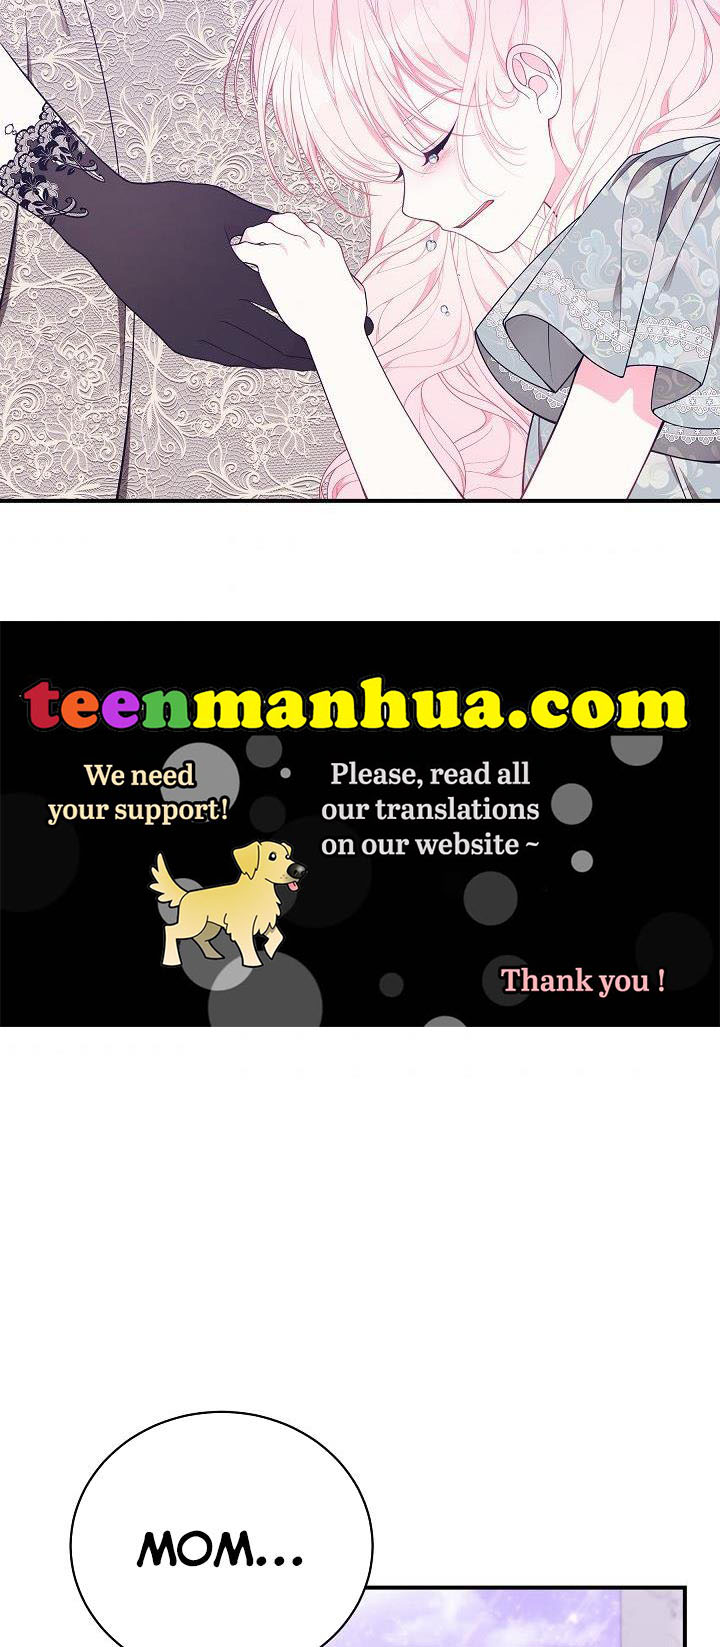 teenmanhua.com
We need
your support!
Please, read all
our translations
on our website ~
Thank you !
MOM...